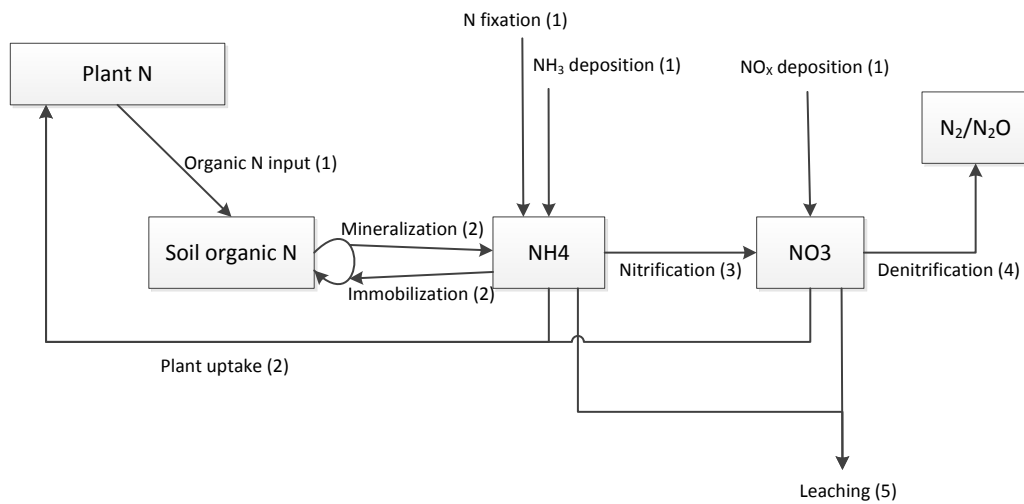 N fixation (1)
Plant N
NH₃ deposition (1)
NOₓ deposition (1)
N₂/N₂O
Organic N input (1)
Soil organic N
Mineralization (2)
Immobilization (2)
NH4
Nitrification (3)
NO3
Denitrification (4)
Plant uptake (2)
Leaching (5)